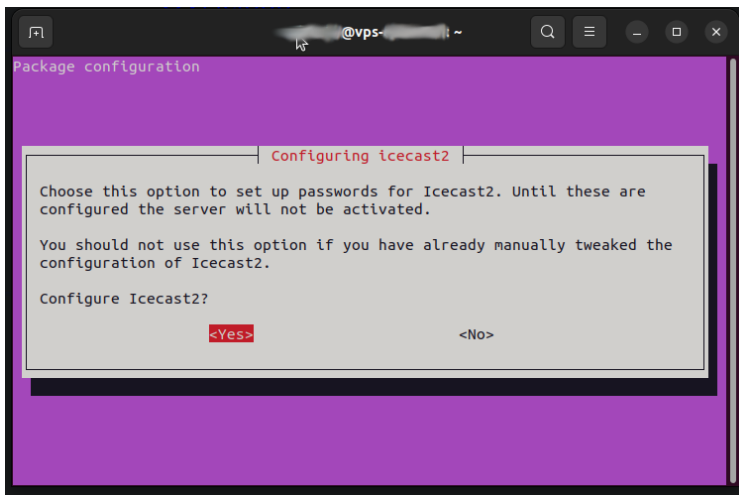 @vps- : ~
Package configuration
Configuring icecast2
Choose this option to set up passwords for Icecast2. Until these are
configured the server will not be activated.
You should not use this option if you have already manually tweaked the
configuration of Icecast2.
Configure Icecast2?
<Yes> <No>